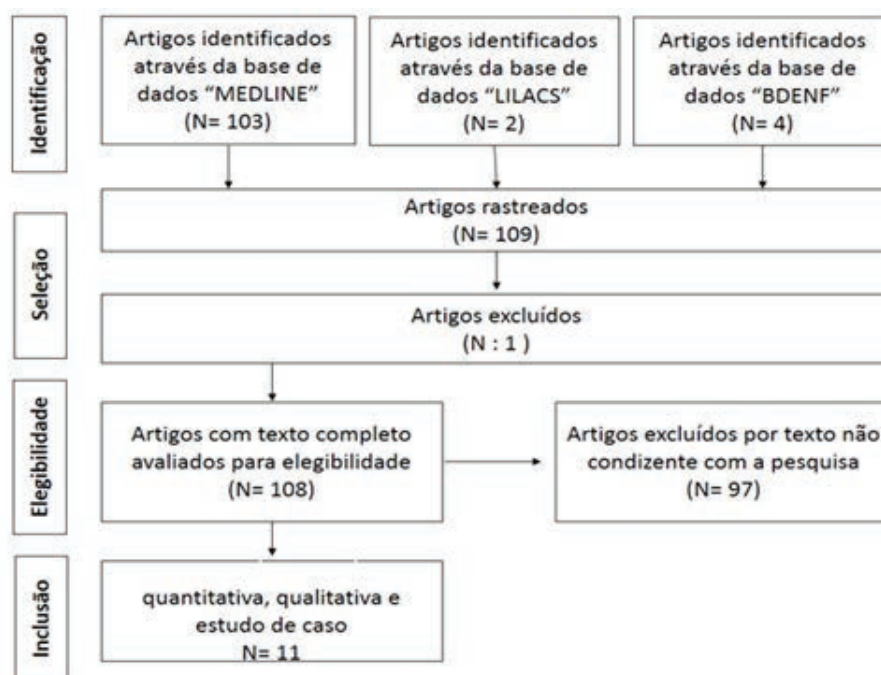 Identificação
Artigos identificados
através da base de
dados “MEDLINE”
(N= 103)
Artigos identificados
através da base de
dados “LILACS”
(N= 2)
Artigos identificados
através da base de
dados “BDENF”
(N= 4)
Seleção
Artigos rastreados
(N= 109)
Artigos excluídos
(N : 1 )
Elegibilidade
Artigos com texto completo
avaliados para elegibilidade
(N= 108)
Artigos excluídos por texto não
condizente com a pesquisa
(N= 97)
Inclusão
quantitativa, qualitativa e
estudo de caso
N= 11